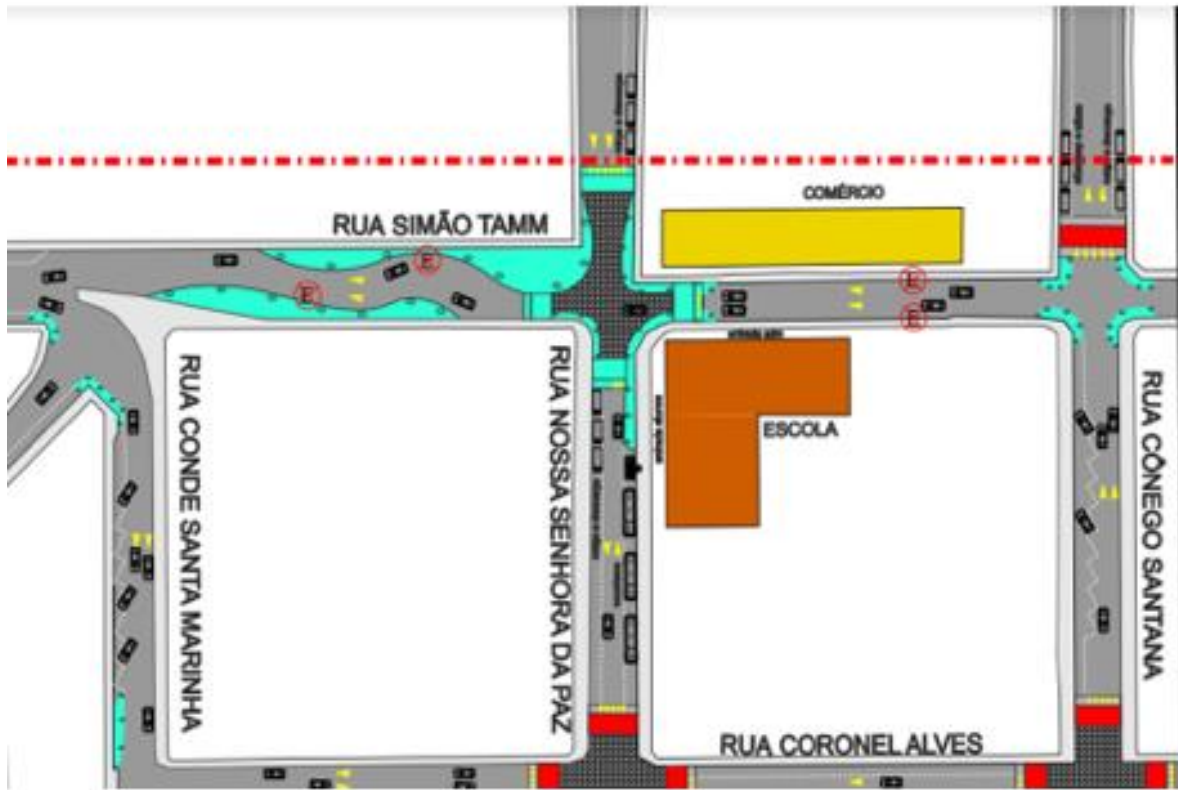 COMÉRCIO
RUA SIMÃO TAMM
E
E
E
E
ESCOLA
RUA CONDE SANTA MARINHA
RUA NOSSA SENHORA DA PAZ
RUA CÔNEGO SANTANA
RUA CORONEL ALVES